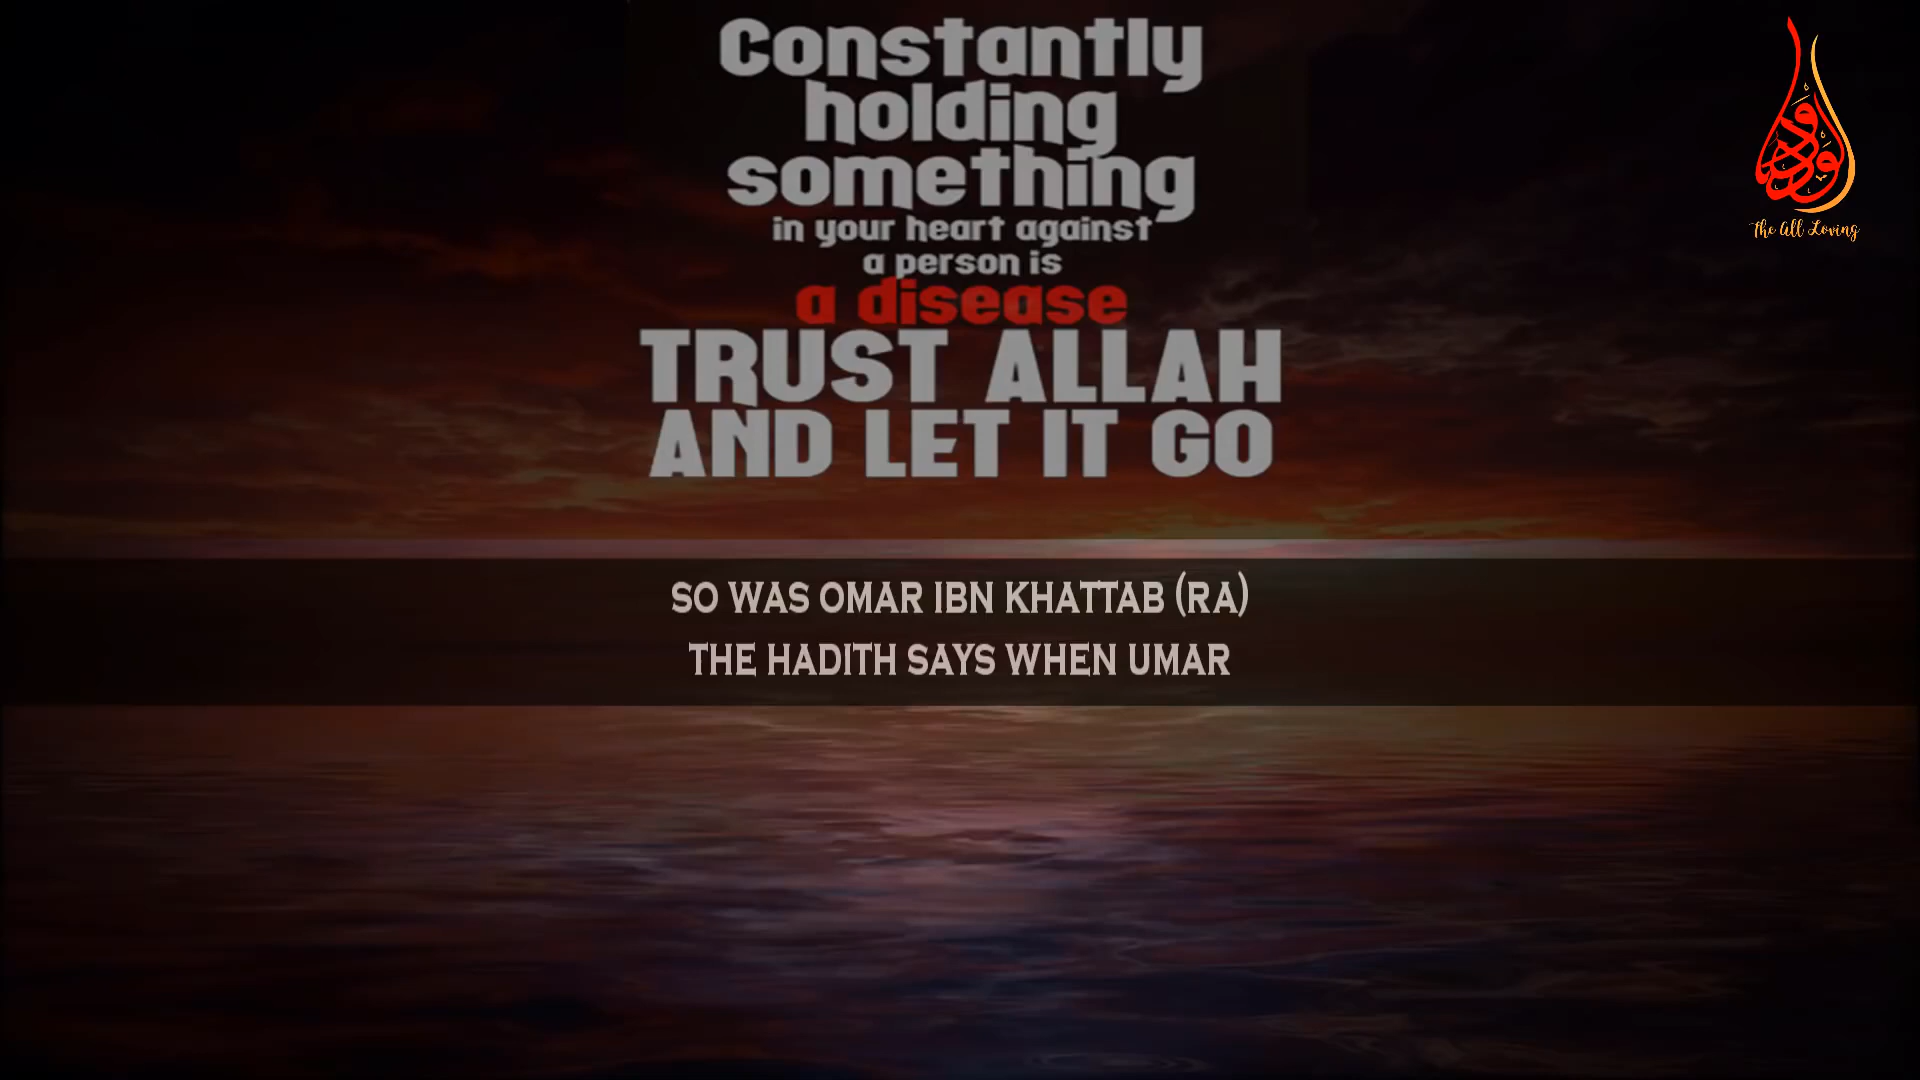 Constantly
holding
something
in your heart against
a person is
a disease
TRUST ALLAH
AND LET IT GO
الودود
The All Loving
SO WAS OMAR IBN KHATTAB (RA)
THE HADITH SAYS WHEN UMAR